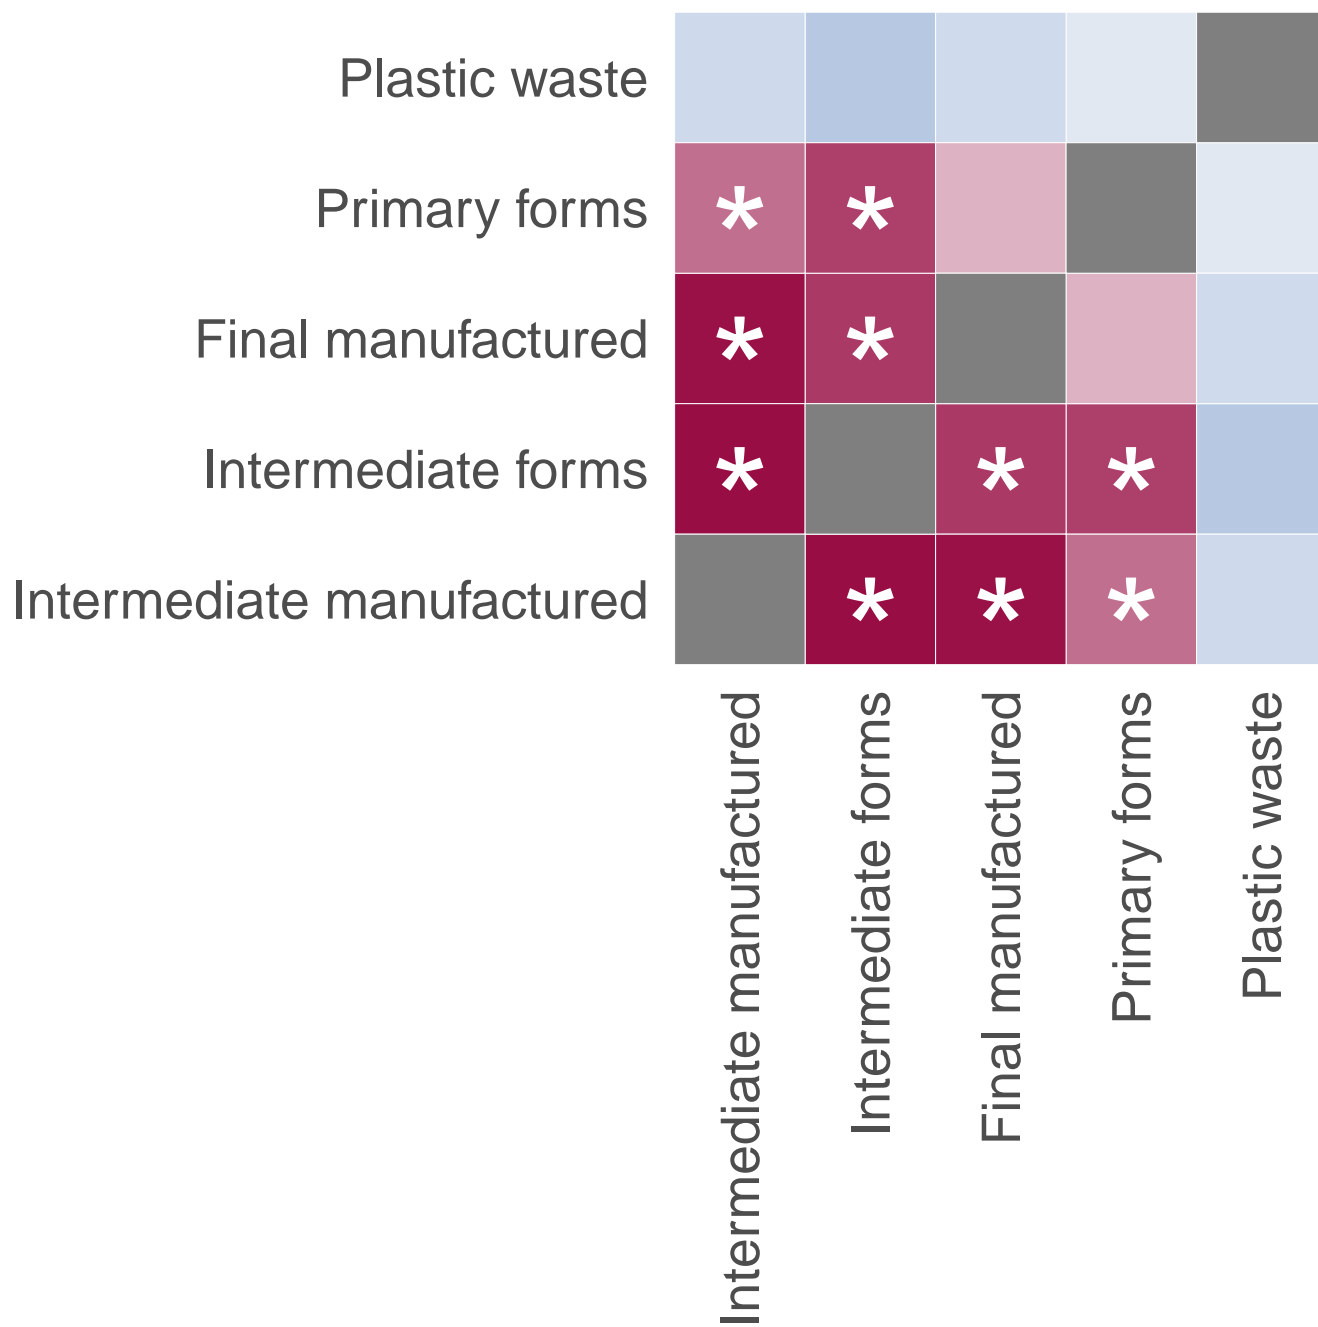 Plastic waste
Primary forms
* *
Final manufactured
* *
Intermediate forms
* * *
Intermediate manufactured
* * *
Intermediate manufactured
Intermediate forms
Final manufactured
Primary forms
Plastic waste